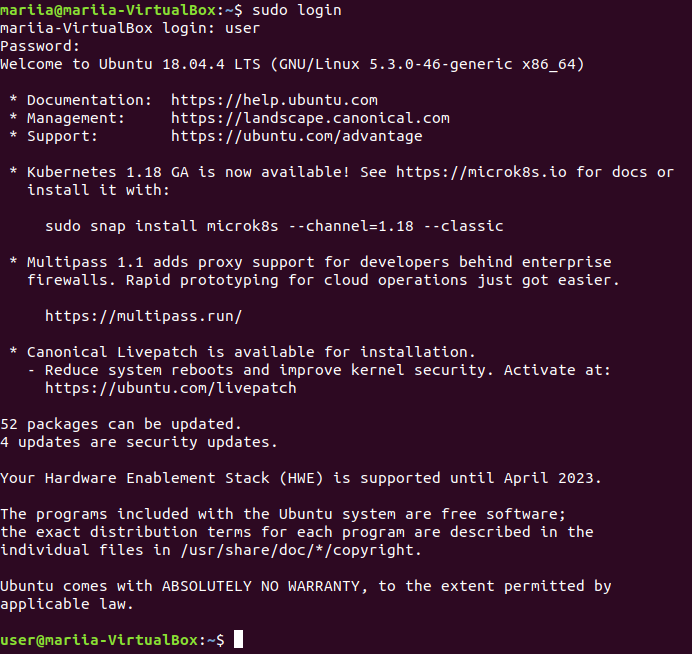 mariia@mariia-VirtualBox:~$ sudo login
mariia-VirtualBox login: user
Password:
Welcome to Ubuntu 18.04.4 LTS (GNU/Linux 5.3.0-46-generic x86_64)
* Documentation:  https://help.ubuntu.com
* Management:     https://landscape.canonical.com
* Support:        https://ubuntu.com/advantage
* Kubernetes 1.18 GA is now available! See https://microk8s.io for docs or
install it with:
sudo snap install microk8s --channel=1.18 --classic
* Multipass 1.1 adds proxy support for developers behind enterprise
firewalls. Rapid prototyping for cloud operations just got easier.
https://multipass.run/
* Canonical Livepatch is available for installation.
- Reduce system reboots and improve kernel security. Activate at:
https://ubuntu.com/livepatch
52 packages can be updated.
4 updates are security updates.
Your Hardware Enablement Stack (HWE) is supported until April 2023.
The programs included with the Ubuntu system are free software;
the exact distribution terms for each program are described in the
individual files in /usr/share/doc/*/copyright.
Ubuntu comes with ABSOLUTELY NO WARRANTY, to the extent permitted by
applicable law.
user@mariia-VirtualBox:~$